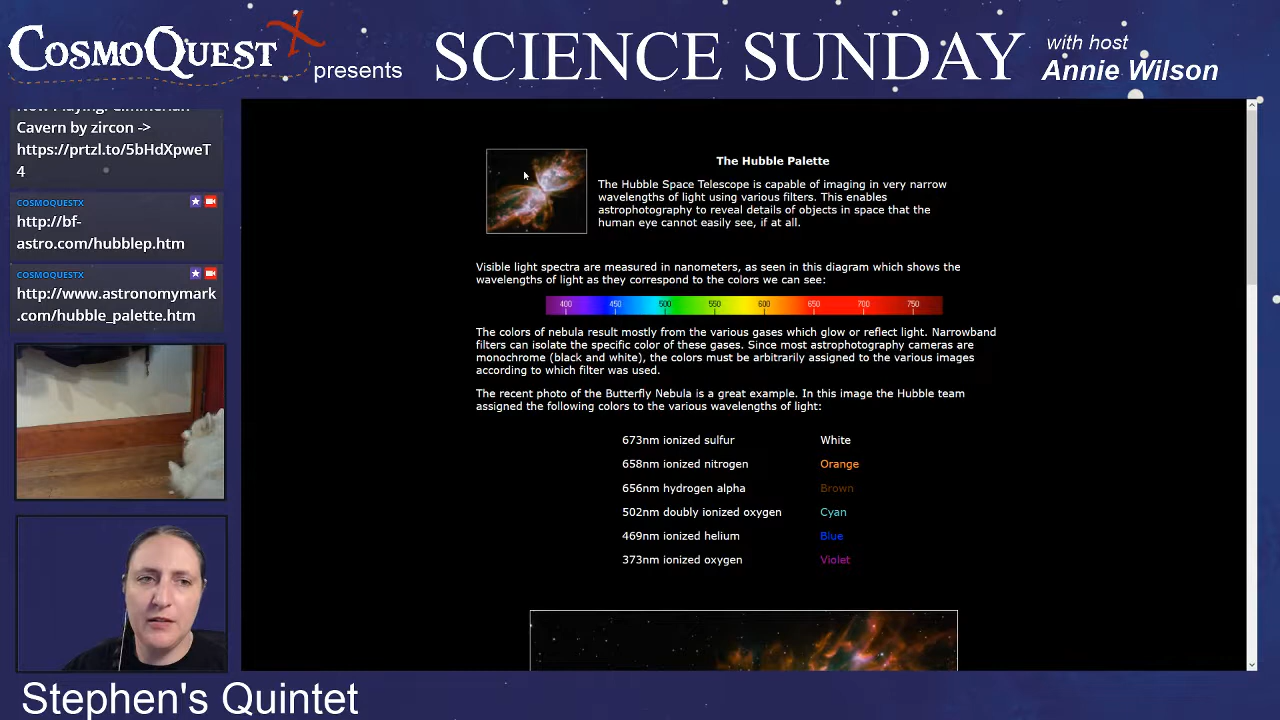 CosmoQuest X
presents
SCIENCE SUNDAY
with host
Annie Wilson
Cavern by zircon ->
https://prtzl.to/5bHdXpweT
4
COSMOQUESTX
http://bf-
astro.com/hubblep.htm
COSMOQUESTX
http://www.astronomymark
.com/hubble_palette.htm
The Hubble Palette
The Hubble Space Telescope is capable of imaging in very narrow
wavelengths of light using various filters. This enables
astrophotography to reveal details of objects in space that the
human eye cannot easily see, if at all.
Visible light spectra are measured in nanometers, as seen in this diagram which shows the
wavelengths of light as they correspond to the colors we can see:
400 450 500 550 600 650 700 750
The colors of nebula result mostly from the various gases which glow or reflect light. Narrowband
filters can isolate the specific color of these gases. Since most astrophotography cameras are
monochrome (black and white), the colors must be arbitrarily assigned to the various images
according to which filter was used.
The recent photo of the Butterfly Nebula is a great example. In this image the Hubble team
assigned the following colors to the various wavelengths of light:
673nm ionized sulfur White
658nm ionized nitrogen Orange
656nm hydrogen alpha Brown
502nm doubly ionized oxygen Cyan
469nm ionized helium Blue
373nm ionized oxygen Violet
Stephen's Quintet